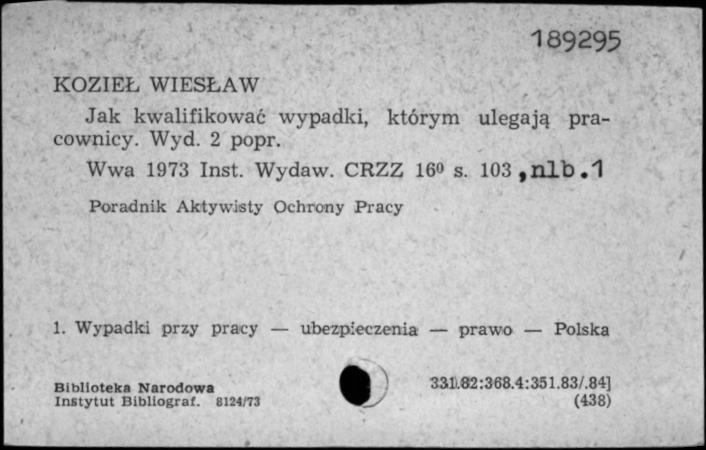 189295
KOZIEŁ WIESŁAW
Jak kwalifikować wypadki, którym ulegają pra-
cownicy. Wyd. 2 popr.
Wwa 1973 Inst. Wydaw. CRZZ 16⁰ s. 103 ,nlb.1
Poradnik Aktywisty Ochrony Pracy
1. Wypadki przy pracy — ubezpieczenia — prawo — Polska
Biblioteka Narodowa
Instytut Bibliograf. 8124/73
331.82:368.4:351.83/.84]
(438)